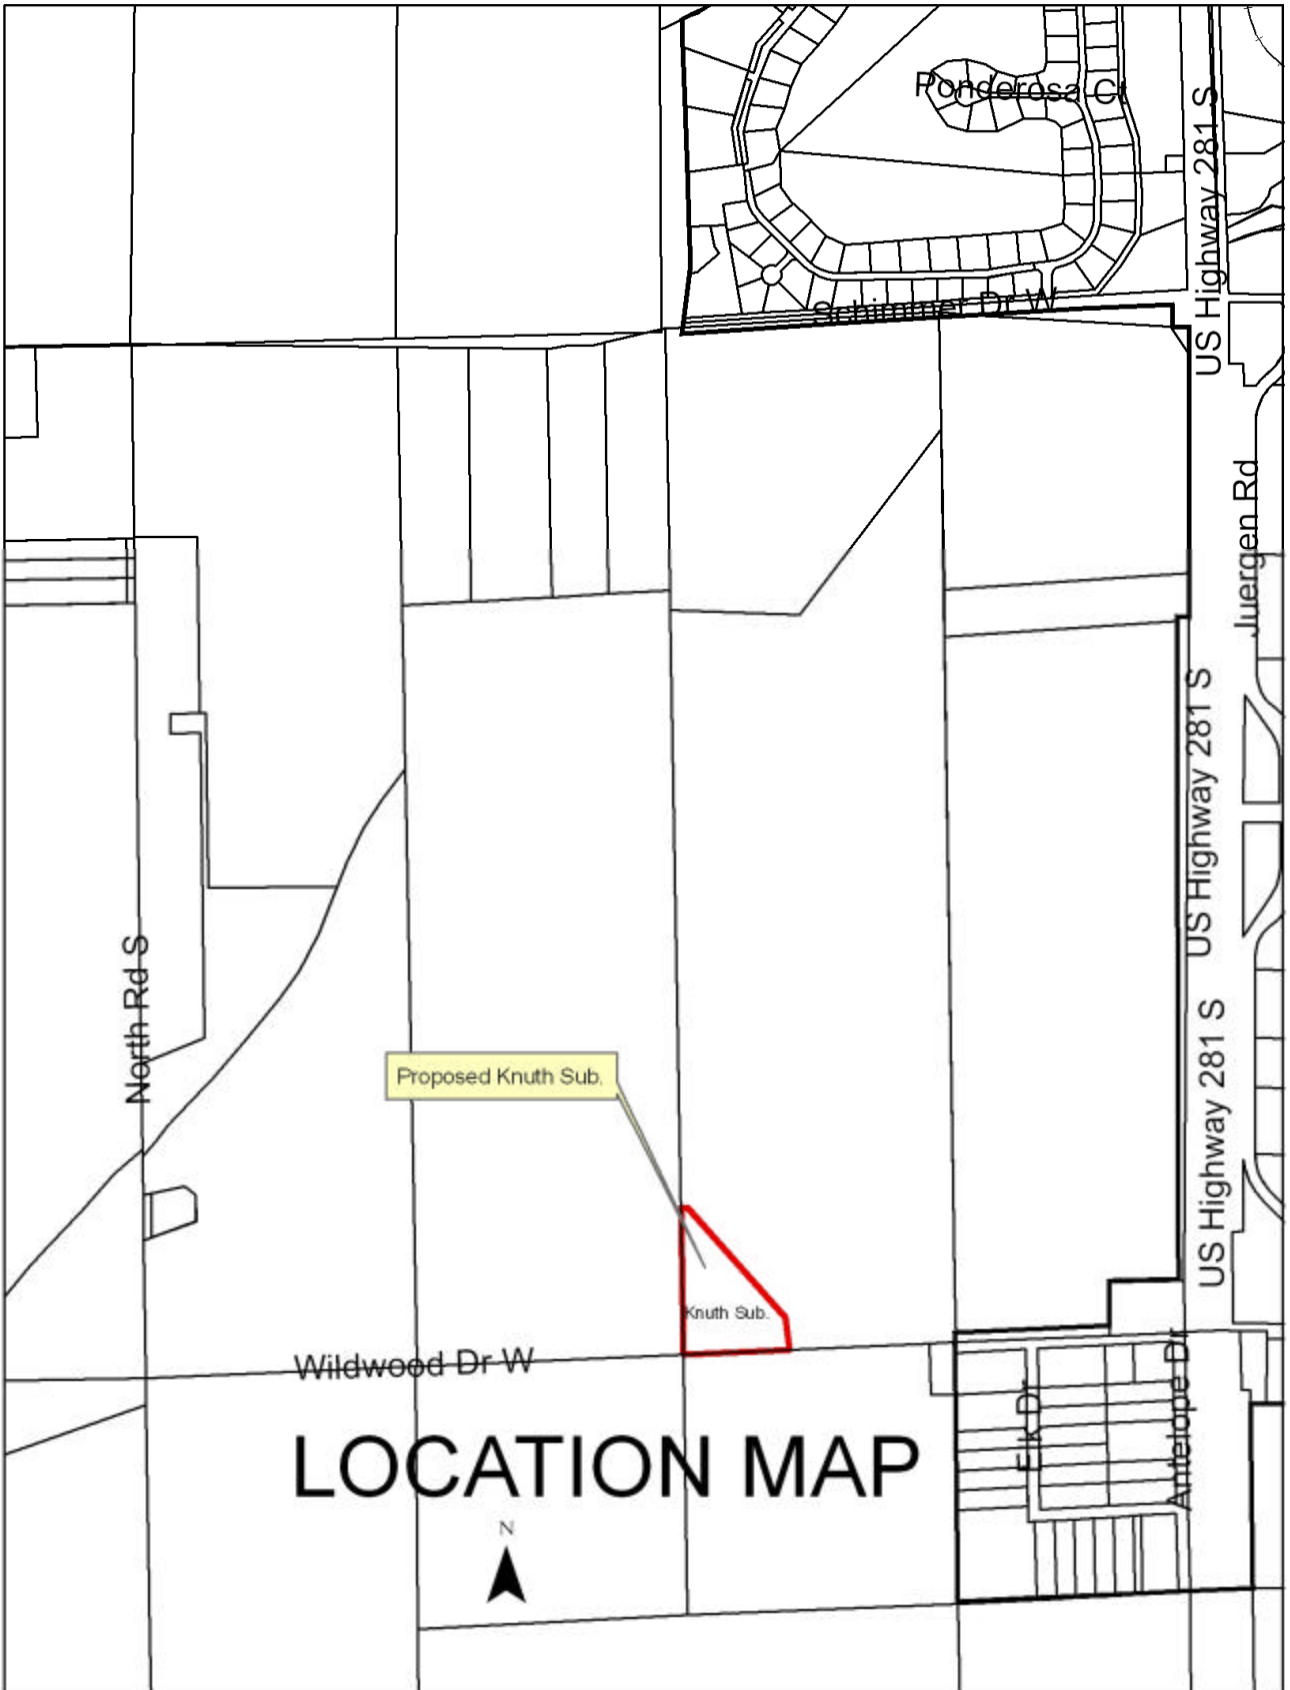 Ponderosa Ct
US Highway 281 S
Schimmer Dr W
Juergen Rd
US Highway 281 S
North Rd S
US Highway 281 S
Proposed Knuth Sub.
Knuth Sub.
Wildwood Dr W
Elk Dr
Antelope Dr
LOCATION MAP
N